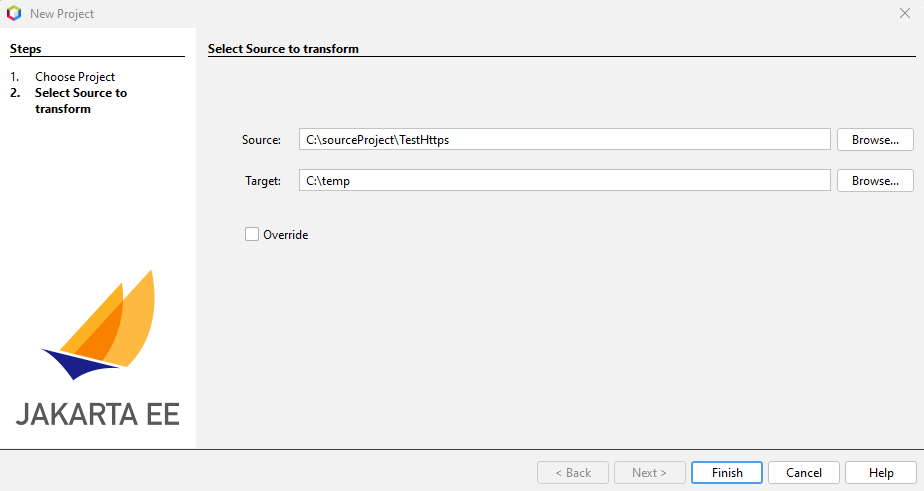 New Project
Steps
1. Choose Project
2. Select Source to
transform
Select Source to transform
Source: C:\sourceProject\TestHttps Browse...
Target: C:\temp Browse...
Override
JAKARTA EE
< Back Next > Finish Cancel Help